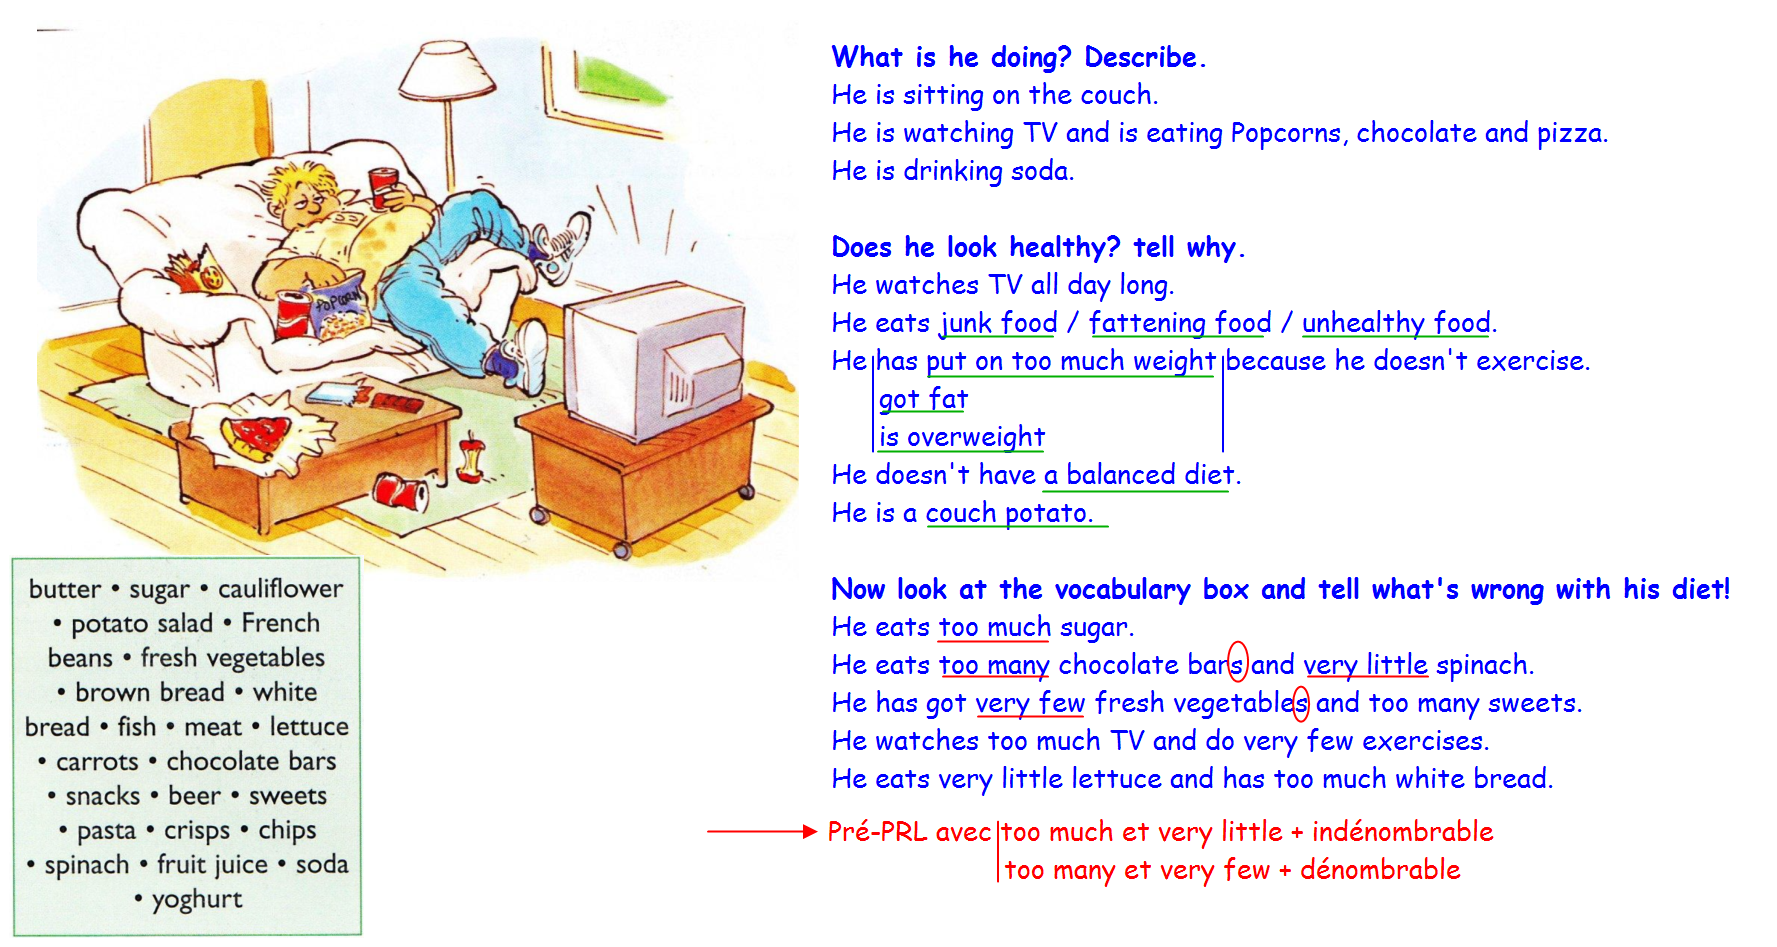 POPCORN
butter • sugar • cauliflower
• potato salad • French
beans • fresh vegetables
• brown bread • white
bread • fish • meat • lettuce
• carrots • chocolate bars
• snacks • beer • sweets
• pasta • crisps • chips
• spinach • fruit juice • soda
• yoghurt
What is he doing? Describe.
He is sitting on the couch.
He is watching TV and is eating Popcorns, chocolate and pizza.
He is drinking soda.
Does he look healthy? tell why.
He watches TV all day long.
He eats junk food / fattening food / unhealthy food.
He has put on too much weight because he doesn't exercise.
got fat
is overweight
He doesn't have a balanced diet.
He is a couch potato.
Now look at the vocabulary box and tell what's wrong with his diet!
He eats too much sugar.
He eats too many chocolate bars and very little spinach.
He has got very few fresh vegetables and too many sweets.
He watches too much TV and do very few exercises.
He eats very little lettuce and has too much white bread.
Pré-PRL avec too much et very little + indénombrable
too many et very few + dénombrable